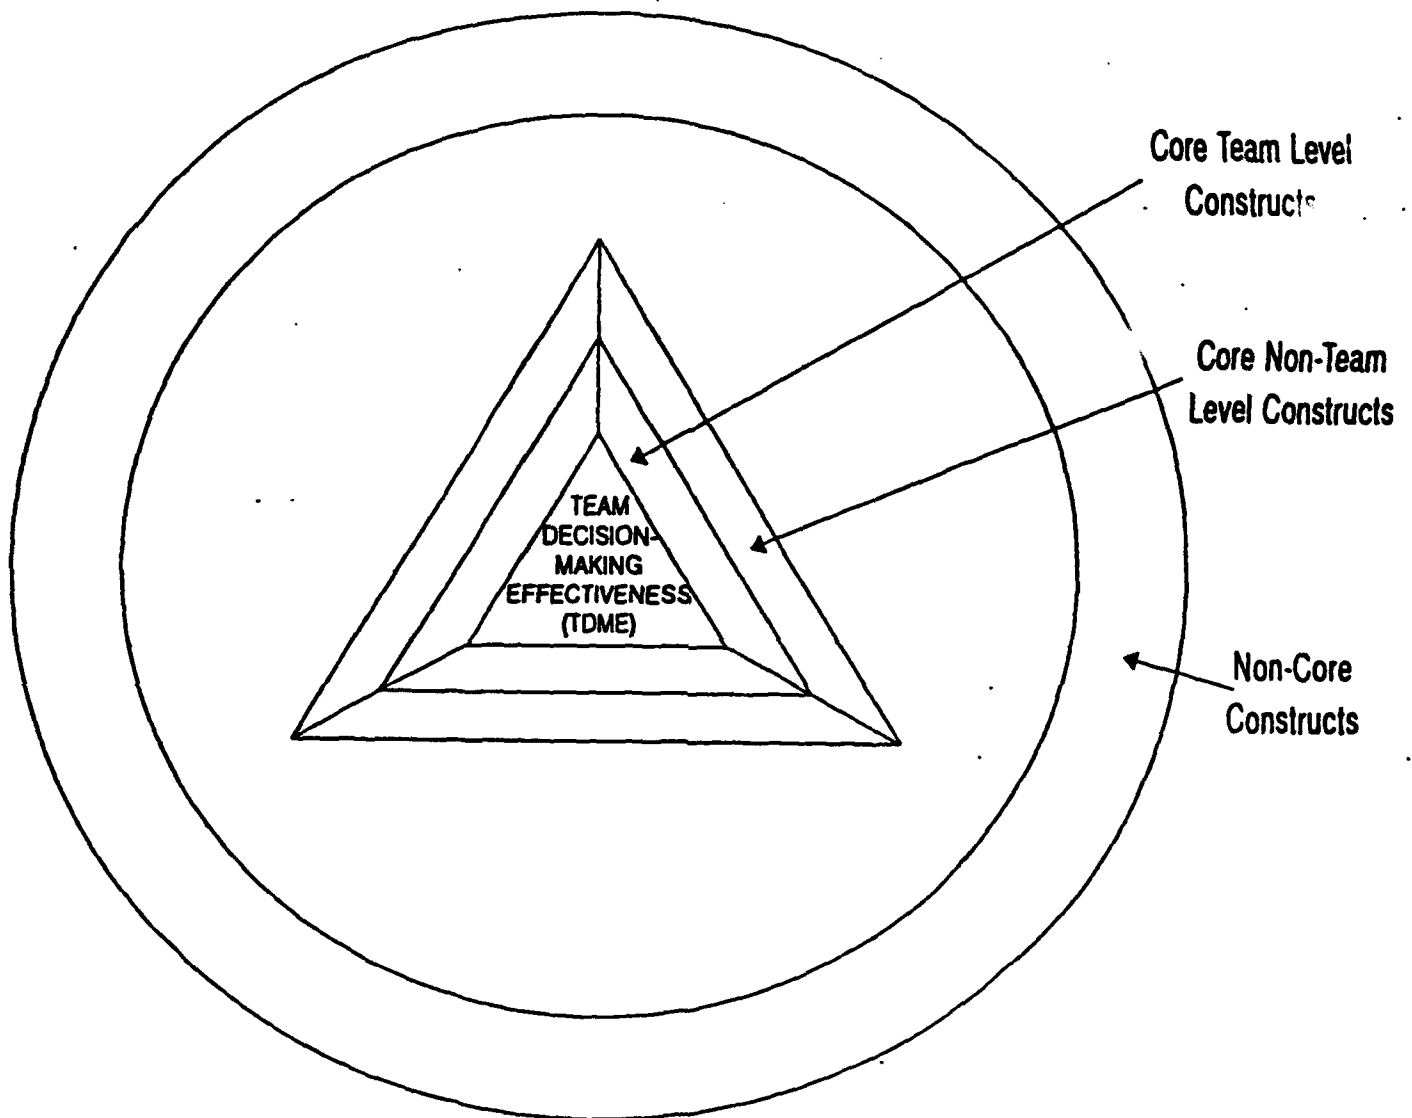 Core Team Level
Constructs
Core Non-Team
Level Constructs
TEAM
DECISION-
MAKING
EFFECTIVENESS
(TDME)
Non-Core
Constructs